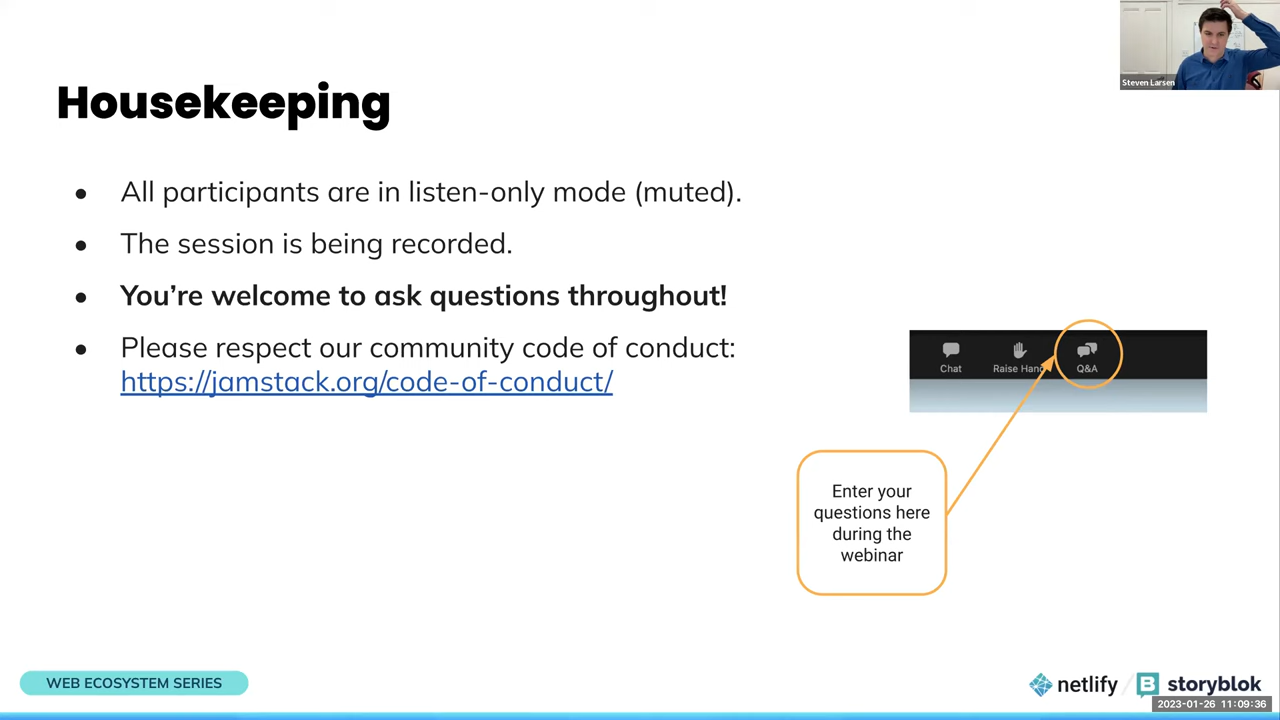 Steven Larsen
Housekeeping
● All participants are in listen-only mode (muted).
● The session is being recorded.
● You’re welcome to ask questions throughout!
● Please respect our community code of conduct:
https://jamstack.org/code-of-conduct/
Chat
Raise Hand
Q&A
Enter your
questions here
during the
webinar
WEB ECOSYSTEM SERIES
netlify / B storyblok
2023-01-26 11:09:36